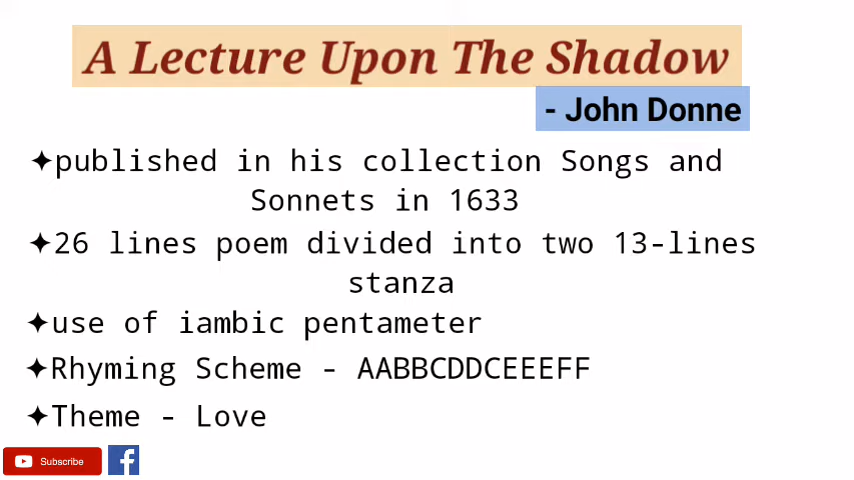 A Lecture Upon The Shadow
- John Donne
✦published in his collection Songs and
Sonnets in 1633
✦26 lines poem divided into two 13-lines
stanza
✦use of iambic pentameter
✦Rhyming Scheme - AABBCDDCEEEFF
✦Theme - Love
Subscribe
f